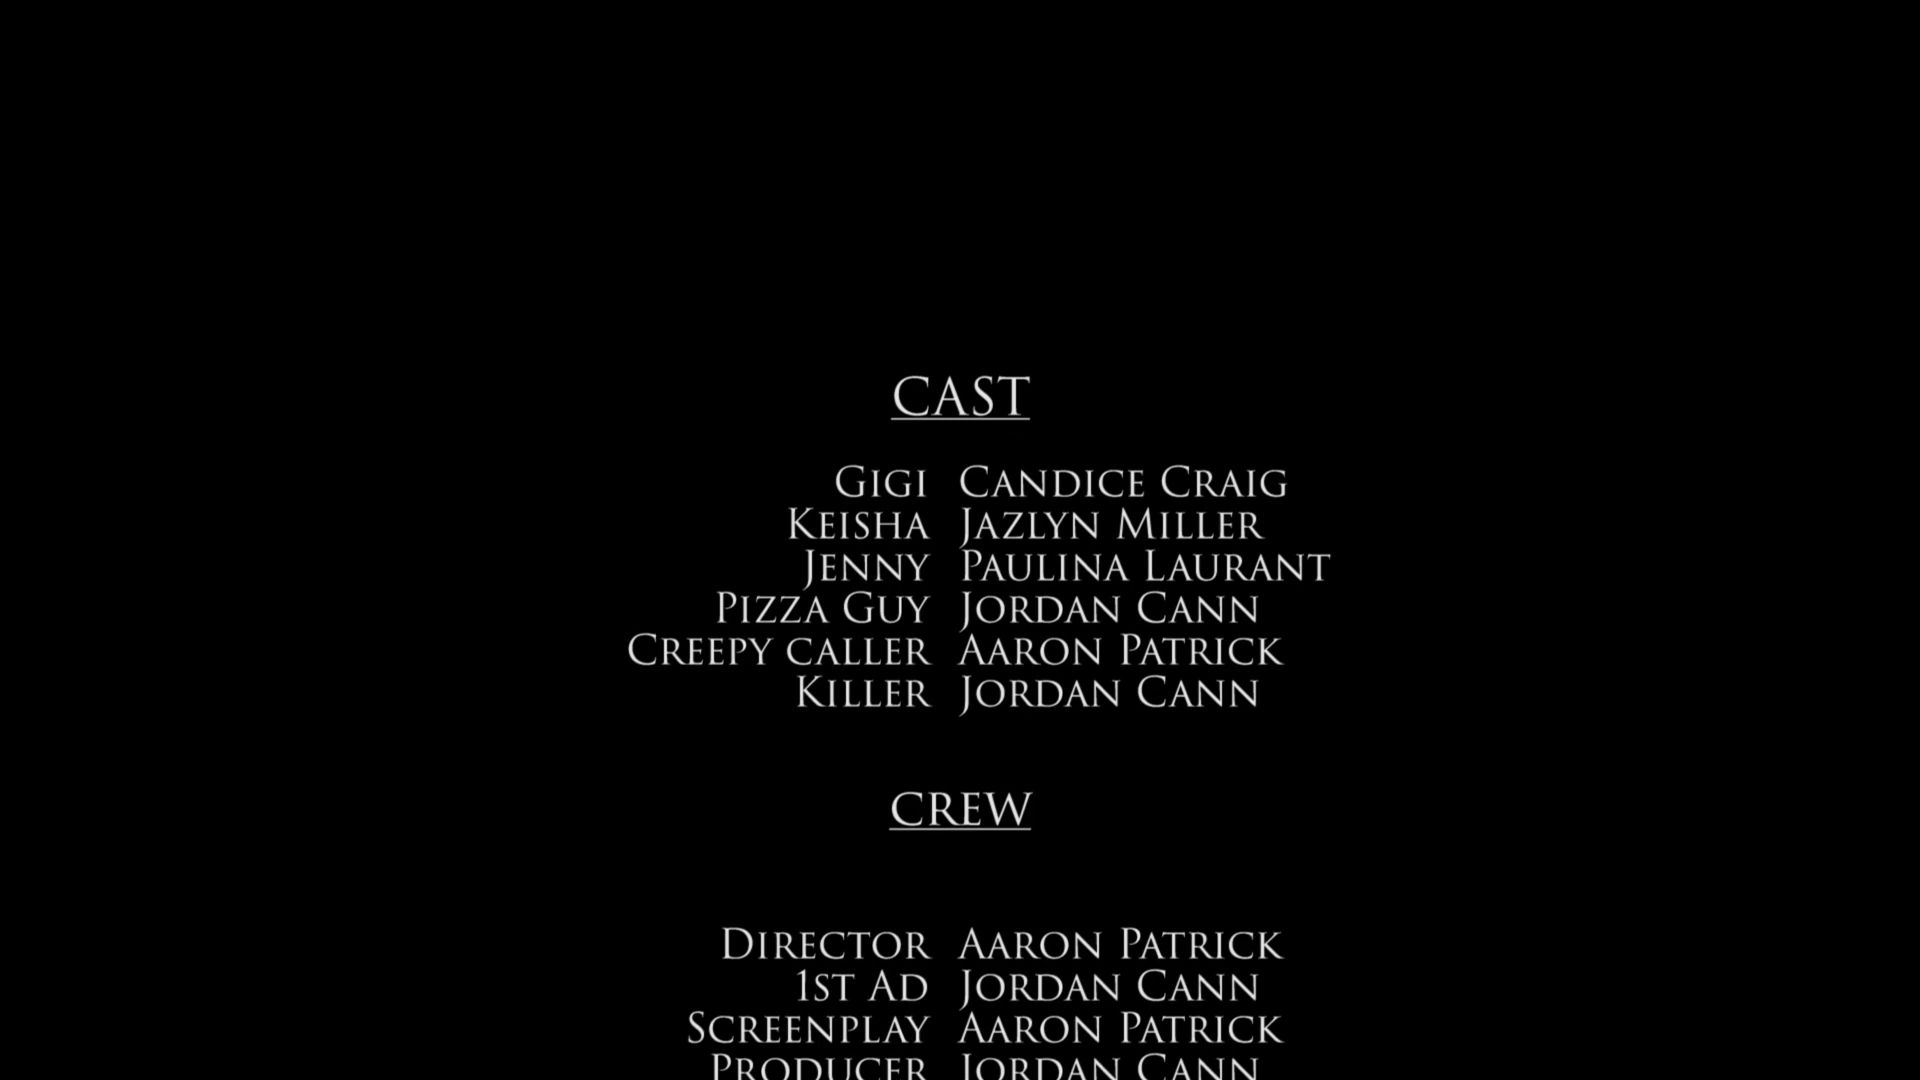 CAST
Gigi Candice Craig
Keisha Jazlyn Miller
Jenny Paulina Laurant
Pizza Guy Jordan Cann
Creepy caller Aaron Patrick
Killer Jordan Cann
CREW
Director Aaron Patrick
1st Ad Jordan Cann
Screenplay Aaron Patrick
Producer Jordan Cann